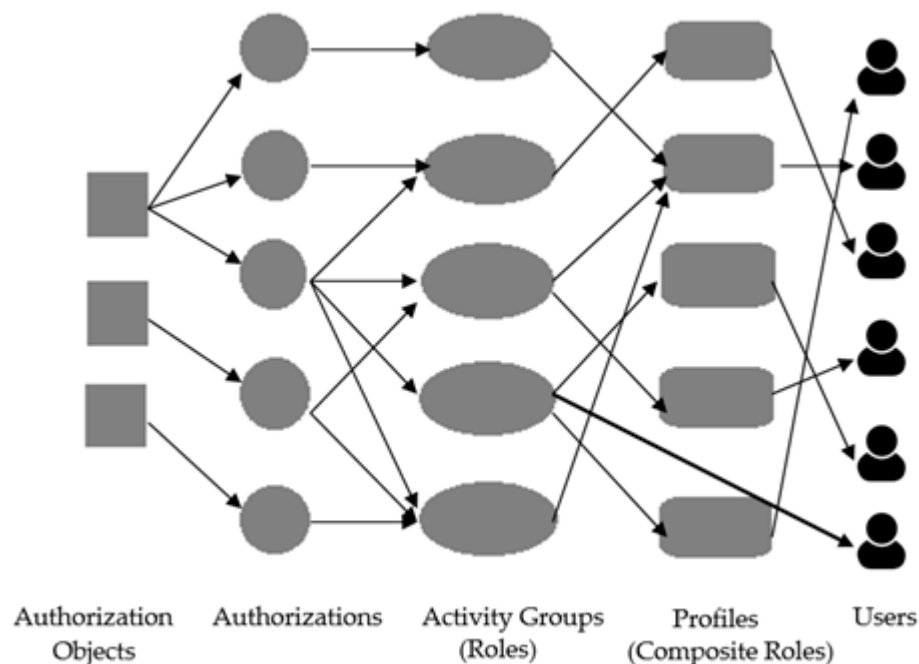 Authorization
Objects
Authorizations
Activity Groups
(Roles)
Profiles
(Composite Roles)
Users